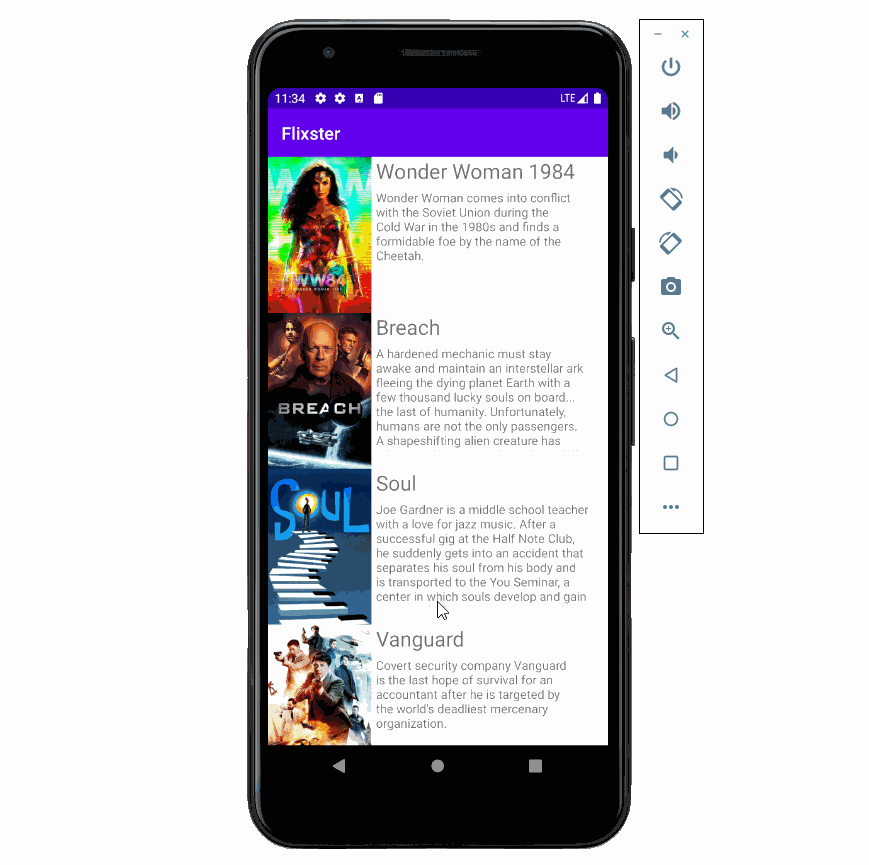 11:34
LTE
Flixster
Wonder Woman 1984
Wonder Woman comes into conflict
with the Soviet Union during the
Cold War in the 1980s and finds a
formidable foe by the name of the
Cheetah.
WW84
Breach
A hardened mechanic must stay
awake and maintain an interstellar ark
fleeing the dying planet Earth with a
few thousand lucky souls on board...
the last of humanity. Unfortunately,
humans are not the only passengers.
A shapeshifting alien creature has
BREACH
Soul
Joe Gardner is a middle school teacher
with a love for jazz music. After a
successful gig at the Half Note Club,
he suddenly gets into an accident that
separates his soul from his body and
is transported to the You Seminar, a
center in which souls develop and gain
SOUL
Vanguard
Covert security company Vanguard
is the last hope of survival for an
accountant after he is targeted by
the world's deadliest mercenary
organization.